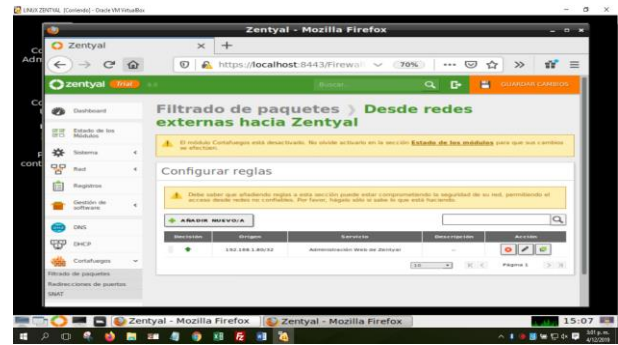 LINUX ZENTYAL [Corriendo] - Oracle VM VirtualBox
Zentyal - Mozilla Firefox
Zentyal
https://localhost:8443/Firewal
70%
zentyal Trial
Buscar...
GUARDAR CAMBIOS
Dashboard
Estado de los Módulos
Sistema
Red
Registros
Gestión de software
DNS
DHCP
Cortafuegos
Filtrado de paquetes
Redirecciones de puertos
SNAT
Filtrado de paquetes › Desde redes
externas hacia Zentyal
El módulo Cortafuegos está desactivado. No olvide activarlo en la sección Estado de los módulos para que sus cambios
se efectúen.
Configurar reglas
Debe saber que añadiendo reglas a esta sección puede estar comprometiendo la seguridad de su red, permitiendo el
acceso desde redes no confiables. Por favor, hágalo sólo si sabe lo que está haciendo.
AÑADIR NUEVO/A
Decisión Origen Servicio Descripción Acción
Administración Web de Zentyal
10 Página 1
Zentyal - Mozilla Firefox Zentyal - Mozilla Firefox 15:07
3:01 p. m.
4/12/2019